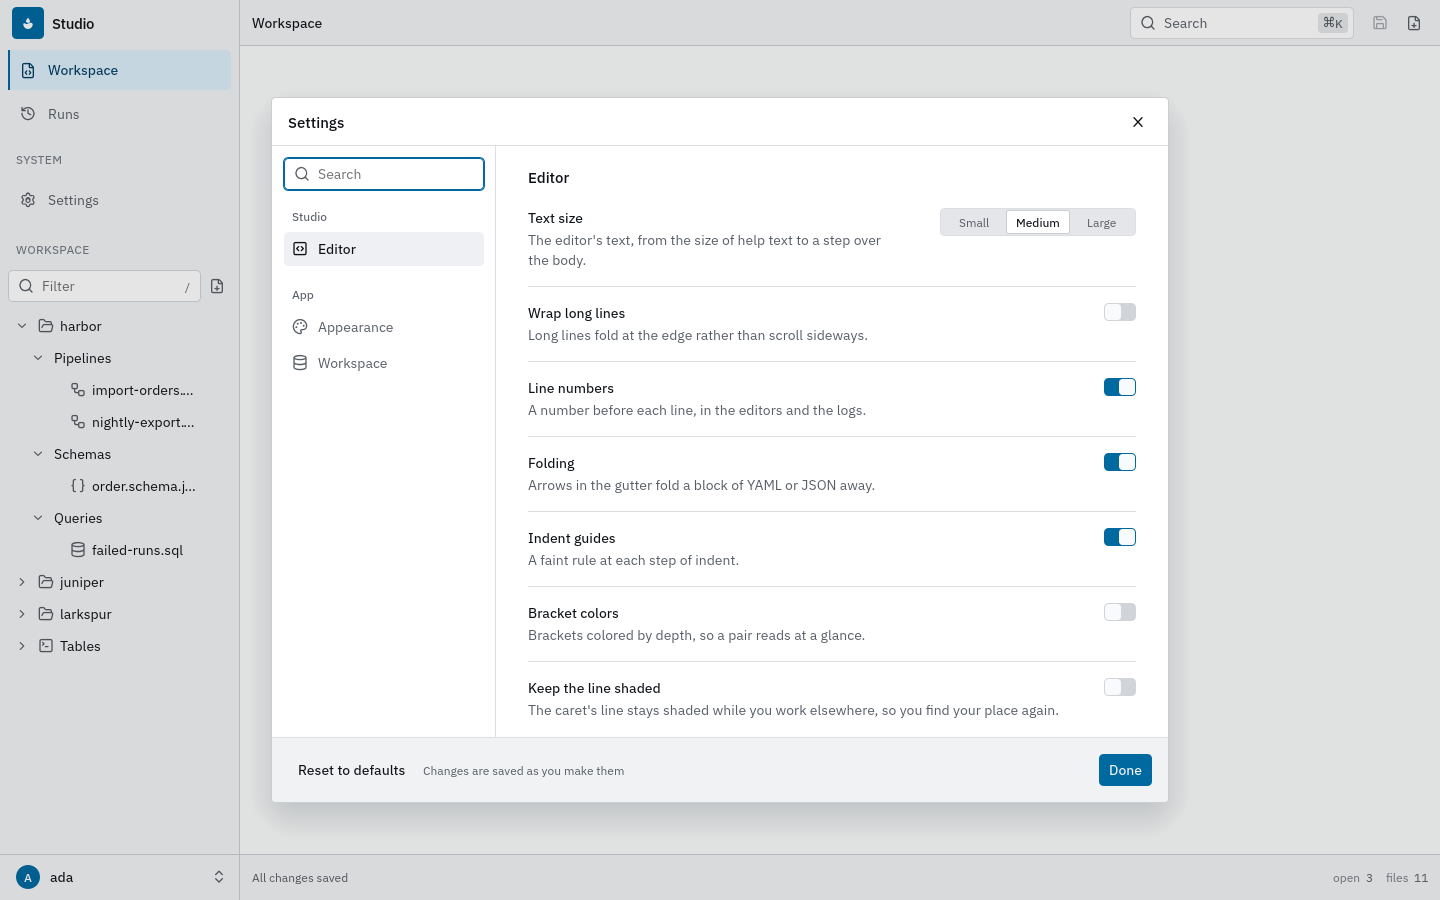 Studio
Workspace
Search
⌘K
Workspace
Runs
SYSTEM
Settings
WORKSPACE
Filter
/
harbor
Pipelines
import-orders....
nightly-export....
Schemas
order.schema.j...
Queries
failed-runs.sql
juniper
larkspur
Tables
A
ada
Settings
Search
Studio
Editor
App
Appearance
Workspace
Editor
Text size
The editor's text, from the size of help text to a step over
the body.
Small
Medium
Large
Wrap long lines
Long lines fold at the edge rather than scroll sideways.
Line numbers
A number before each line, in the editors and the logs.
Folding
Arrows in the gutter fold a block of YAML or JSON away.
Indent guides
A faint rule at each step of indent.
Bracket colors
Brackets colored by depth, so a pair reads at a glance.
Keep the line shaded
The caret's line stays shaded while you work elsewhere, so you find your place again.
Reset to defaults
Changes are saved as you make them
Done
All changes saved
open 3
files 11